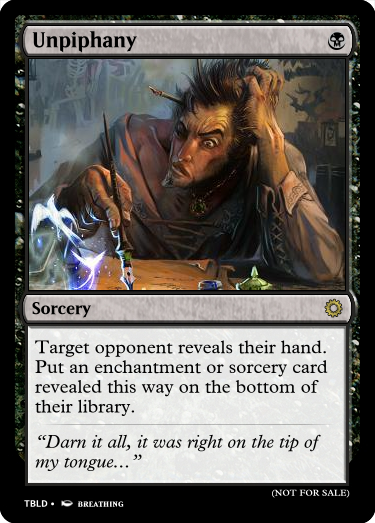 Unpiphany
Sorcery
Target opponent reveals their hand.
Put an enchantment or sorcery card
revealed this way on the bottom of
their library.
“Darn it all, it was right on the tip of
my tongue…”
(NOT FOR SALE)
TBLD • BREATHING